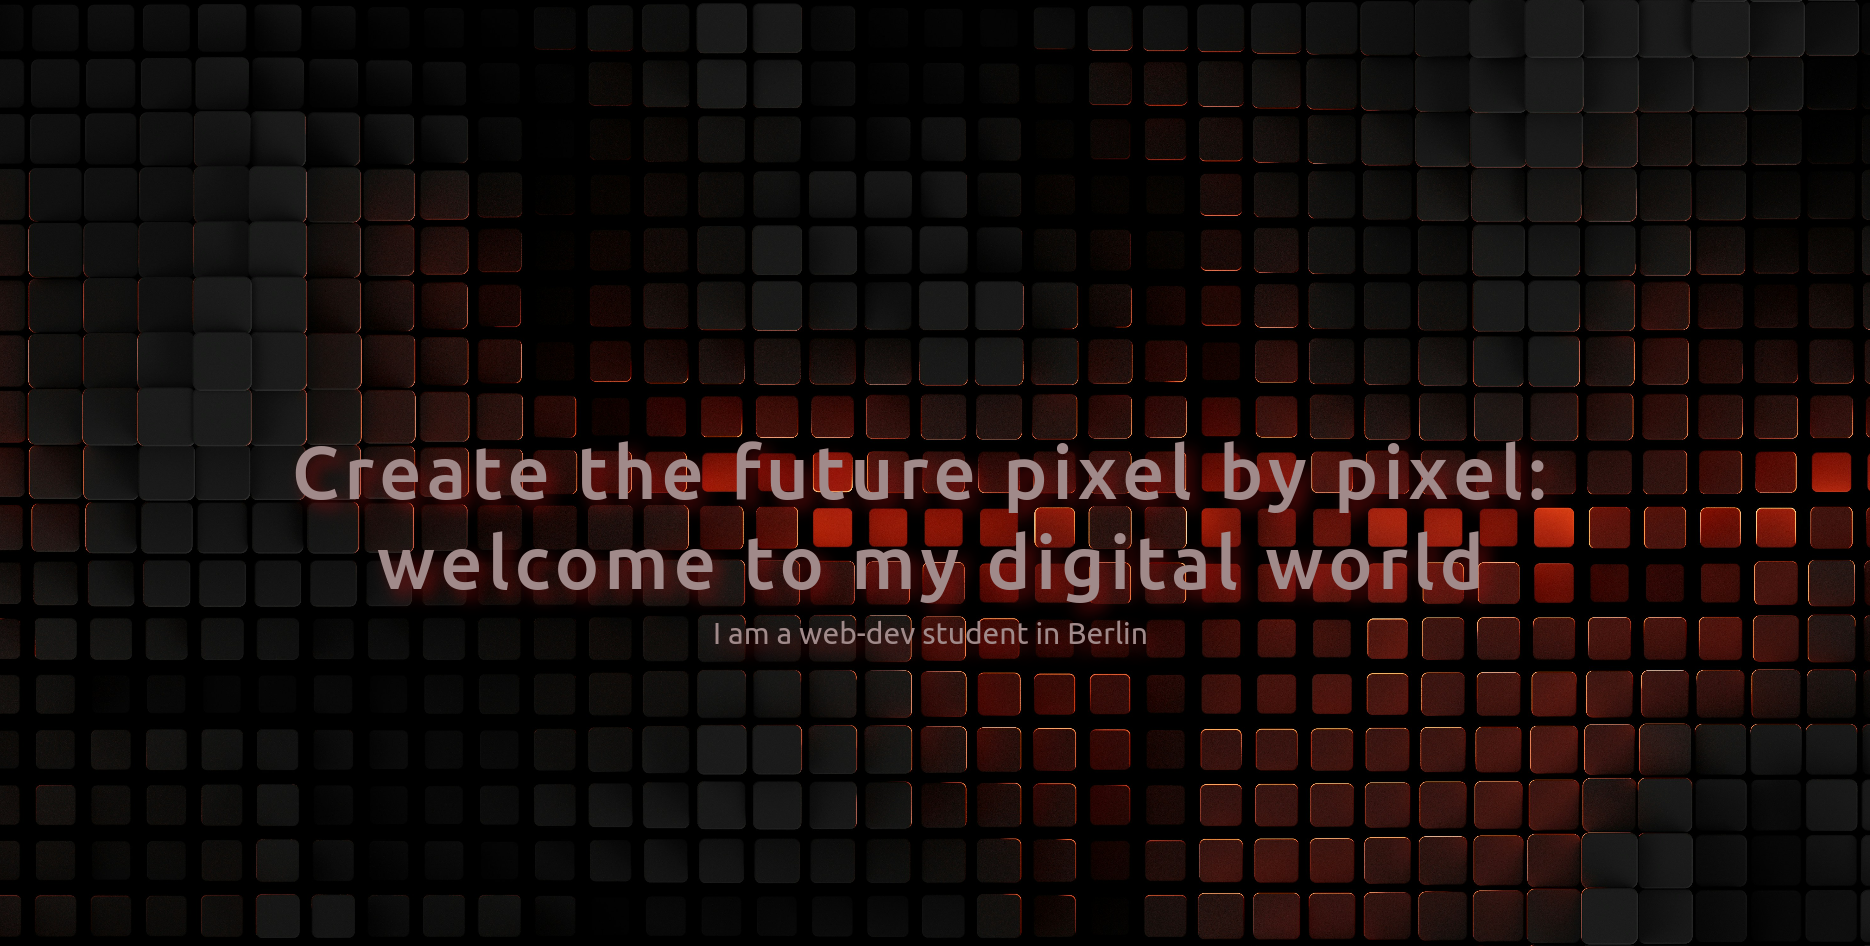 Create the future pixel by pixel:
welcome to my digital world
I am a web-dev student in Berlin